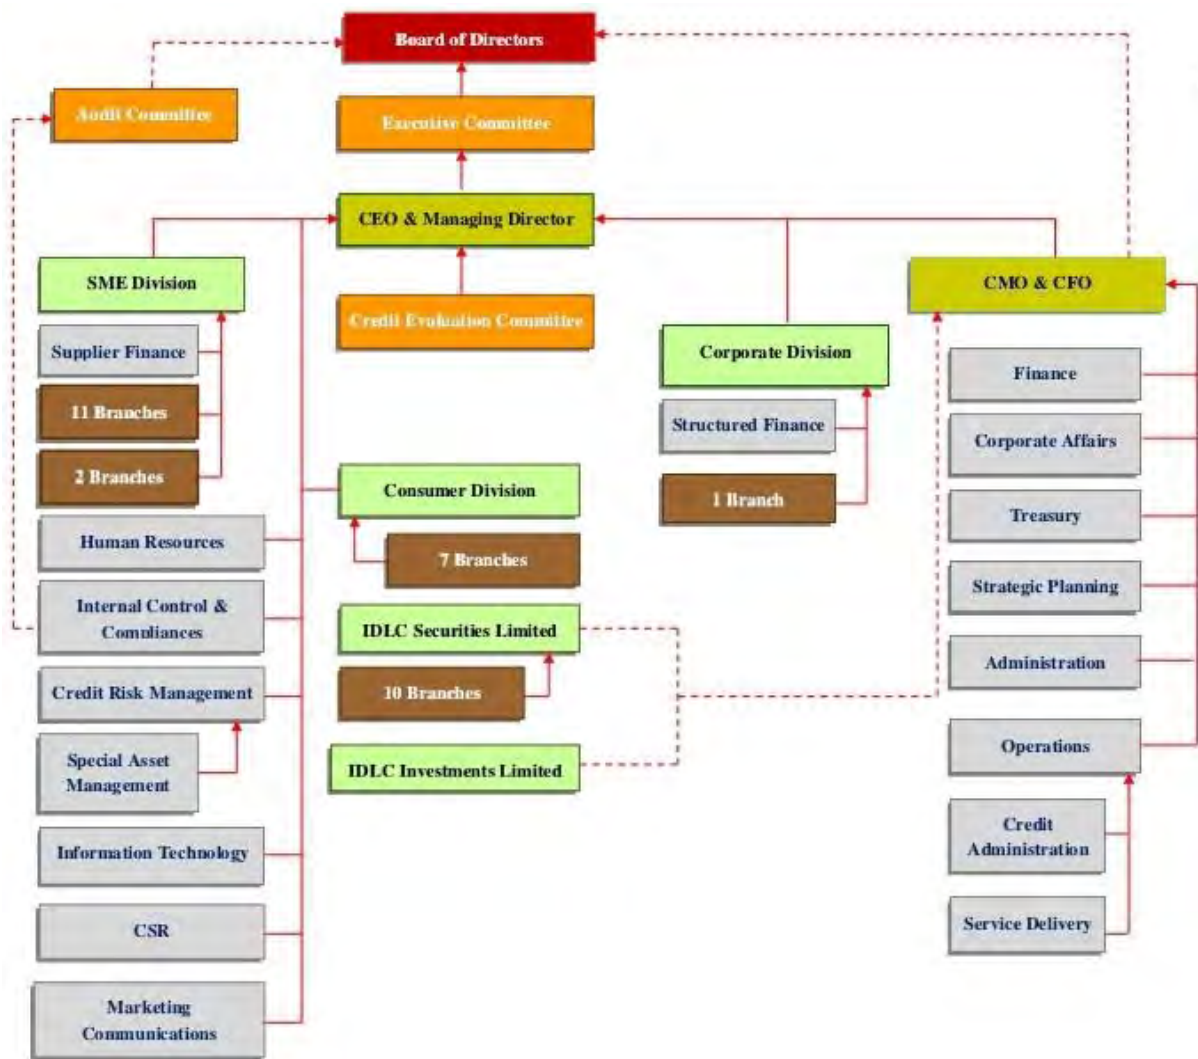 Board of Directors
Audit Committee
Executive Committee
CEO & Managing Director
SME Division
CMO & CFO
Credit Evaluation Committee
Supplier Finance
Corporate Division
Finance
11 Branches
Structured Finance
Corporate Affairs
2 Branches
Consumer Division
1 Branch
Treasury
Human Resources
7 Branches
Strategic Planning
Internal Control &
Compliances
IDLC Securities Limited
Administration
Credit Risk Management
10 Branches
Operations
Special Asset
Management
IDLC Investments Limited
Credit
Administration
Information Technology
Service Delivery
CSR
Marketing
Communications